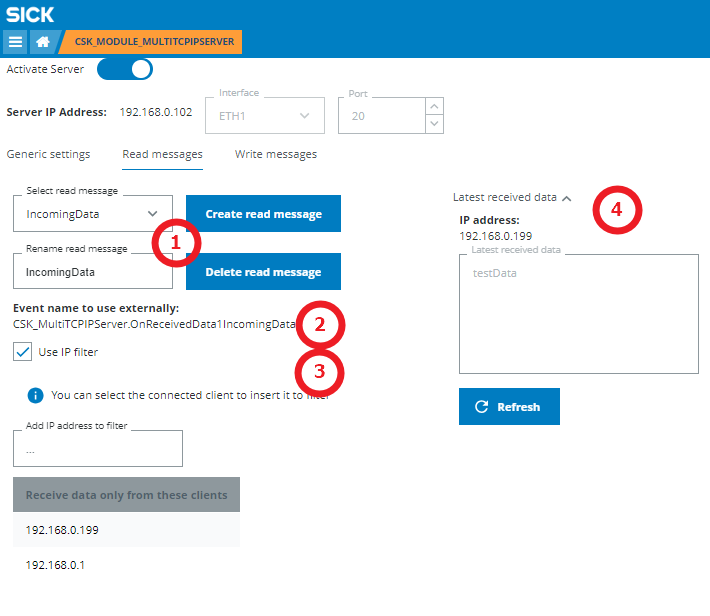 SICK
CSK_MODULE_MULTITCPIPSERVER
Activate Server
Server IP Address: 192.168.0.102
Interface
ETH1
Port
20
Generic settings Read messages Write messages
Select read message
IncomingData
Create read message
1
Rename read message
IncomingData
Delete read message
Event name to use externally:
CSK_MultiTCPIPServer.OnReceivedData1IncomingData
2
Use IP filter
3
You can select the connected client to insert it to filter
Add IP address to filter
...
Receive data only from these clients
192.168.0.199
192.168.0.1
Latest received data
4
IP address:
192.168.0.199
Latest received data
testData
Refresh